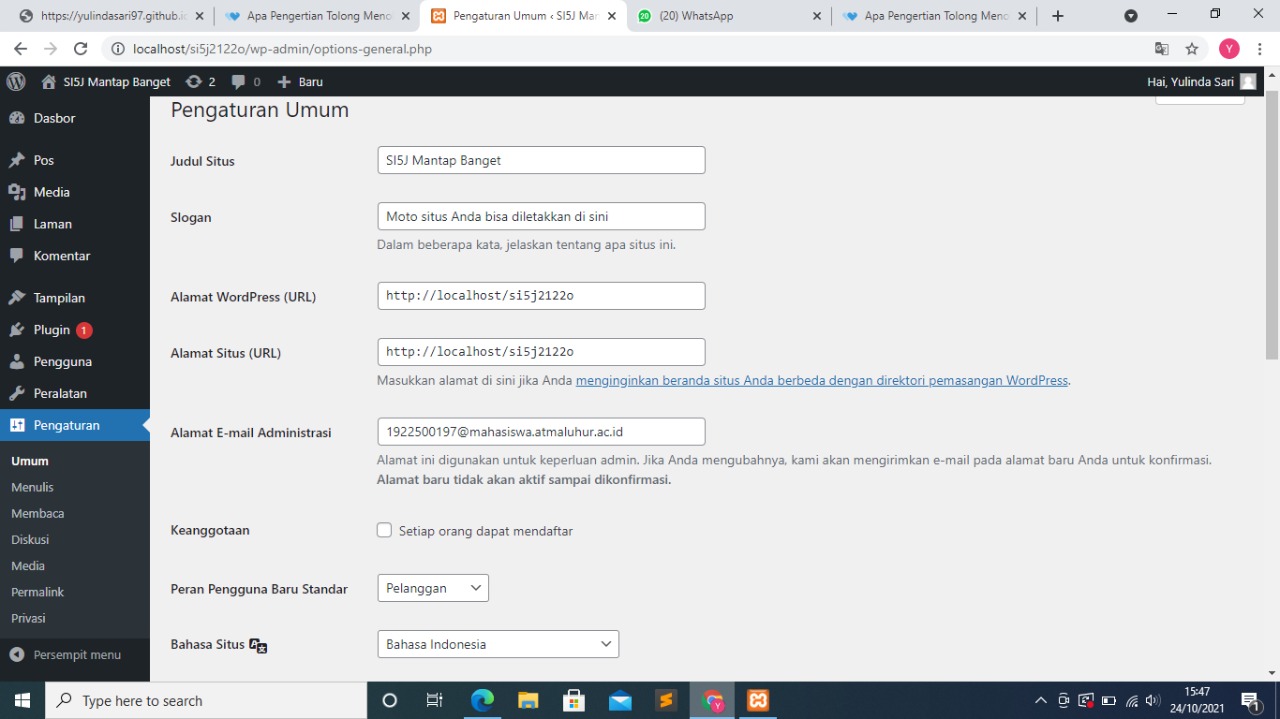 https://yulindasari97.github.io
Apa Pengertian Tolong Meno
Pengaturan Umum ‹ SI5J Man
(20) WhatsApp
Apa Pengertian Tolong Meno
localhost/si5j2122o/wp-admin/options-general.php
Y
SI5J Mantap Banget
2
0
Baru
Hai, Yulinda Sari
Dasbor
Pos
Media
Laman
Komentar
Tampilan
Plugin 1
Pengguna
Peralatan
Pengaturan
Umum
Menulis
Membaca
Diskusi
Media
Permalink
Privasi
Persempit menu
Pengaturan Umum
Judul Situs
SI5J Mantap Banget
Slogan
Moto situs Anda bisa diletakkan di sini
Dalam beberapa kata, jelaskan tentang apa situs ini.
Alamat WordPress (URL)
http://localhost/si5j2122o
Alamat Situs (URL)
http://localhost/si5j2122o
Masukkan alamat di sini jika Anda menginginkan beranda situs Anda berbeda dengan direktori pemasangan WordPress.
Alamat E-mail Administrasi
1922500197@mahasiswa.atmaluhur.ac.id
Alamat ini digunakan untuk keperluan admin. Jika Anda mengubahnya, kami akan mengirimkan e-mail pada alamat baru Anda untuk konfirmasi.
Alamat baru tidak akan aktif sampai dikonfirmasi.
Keanggotaan
Setiap orang dapat mendaftar
Peran Pengguna Baru Standar
Pelanggan
Bahasa Situs
Bahasa Indonesia
Type here to search
15:47
24/10/2021
1